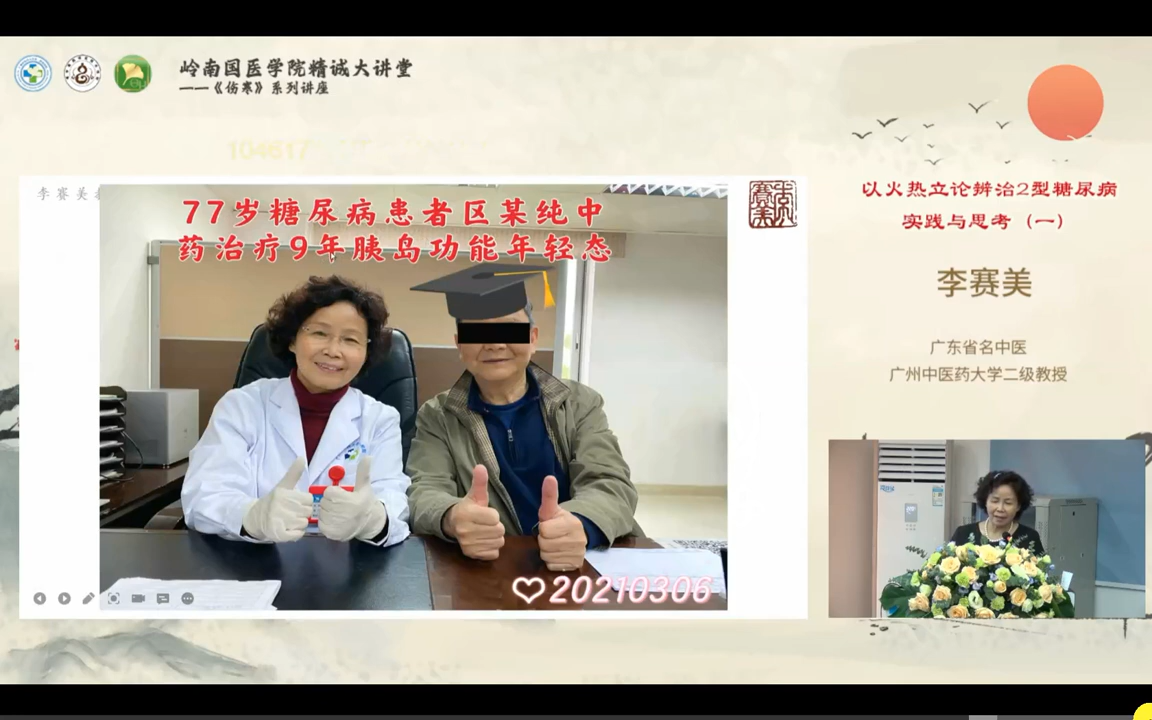 岭南国医学院精诚大讲堂
——《伤寒》系列讲座
104617
李赛美
77岁糖尿病患者区某纯中
药治疗9年胰岛功能年轻态
20210306
以火热立论辨治2型糖尿病
实践与思考（一）
李赛美
广东省名中医
广州中医药大学二级教授